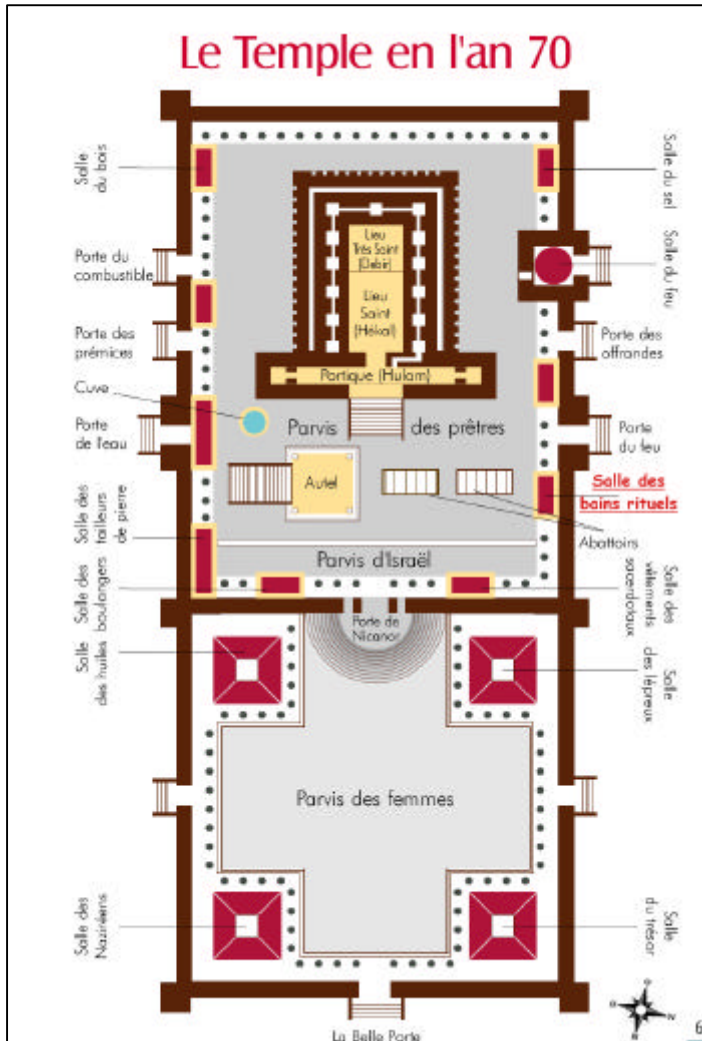 Le Temple en l'an 70
Salle
du bois
Salle du sel
Lieu
Très Saint
(Debir)
Porte du
combustible
Salle du feu
Lieu
Saint
(Hékal)
Porte des
prémices
Porte des
offrandes
Portique (Hulam)
Cuve
Porte
de l'eau
Parvis des prêtres
Porte
du feu
Autel
Salle des
bains rituels
Salle des
tailleurs
de pierre
Abattoirs
Parvis d'Israël
Salle des
boulangers
Salle des
vêtements
sacerdotaux
Porte de
Nicanor
Salle
des huiles
Salle
des lépreux
Parvis des femmes
Salle des
Naziréens
Salle
du trésor
La Belle Porte
6